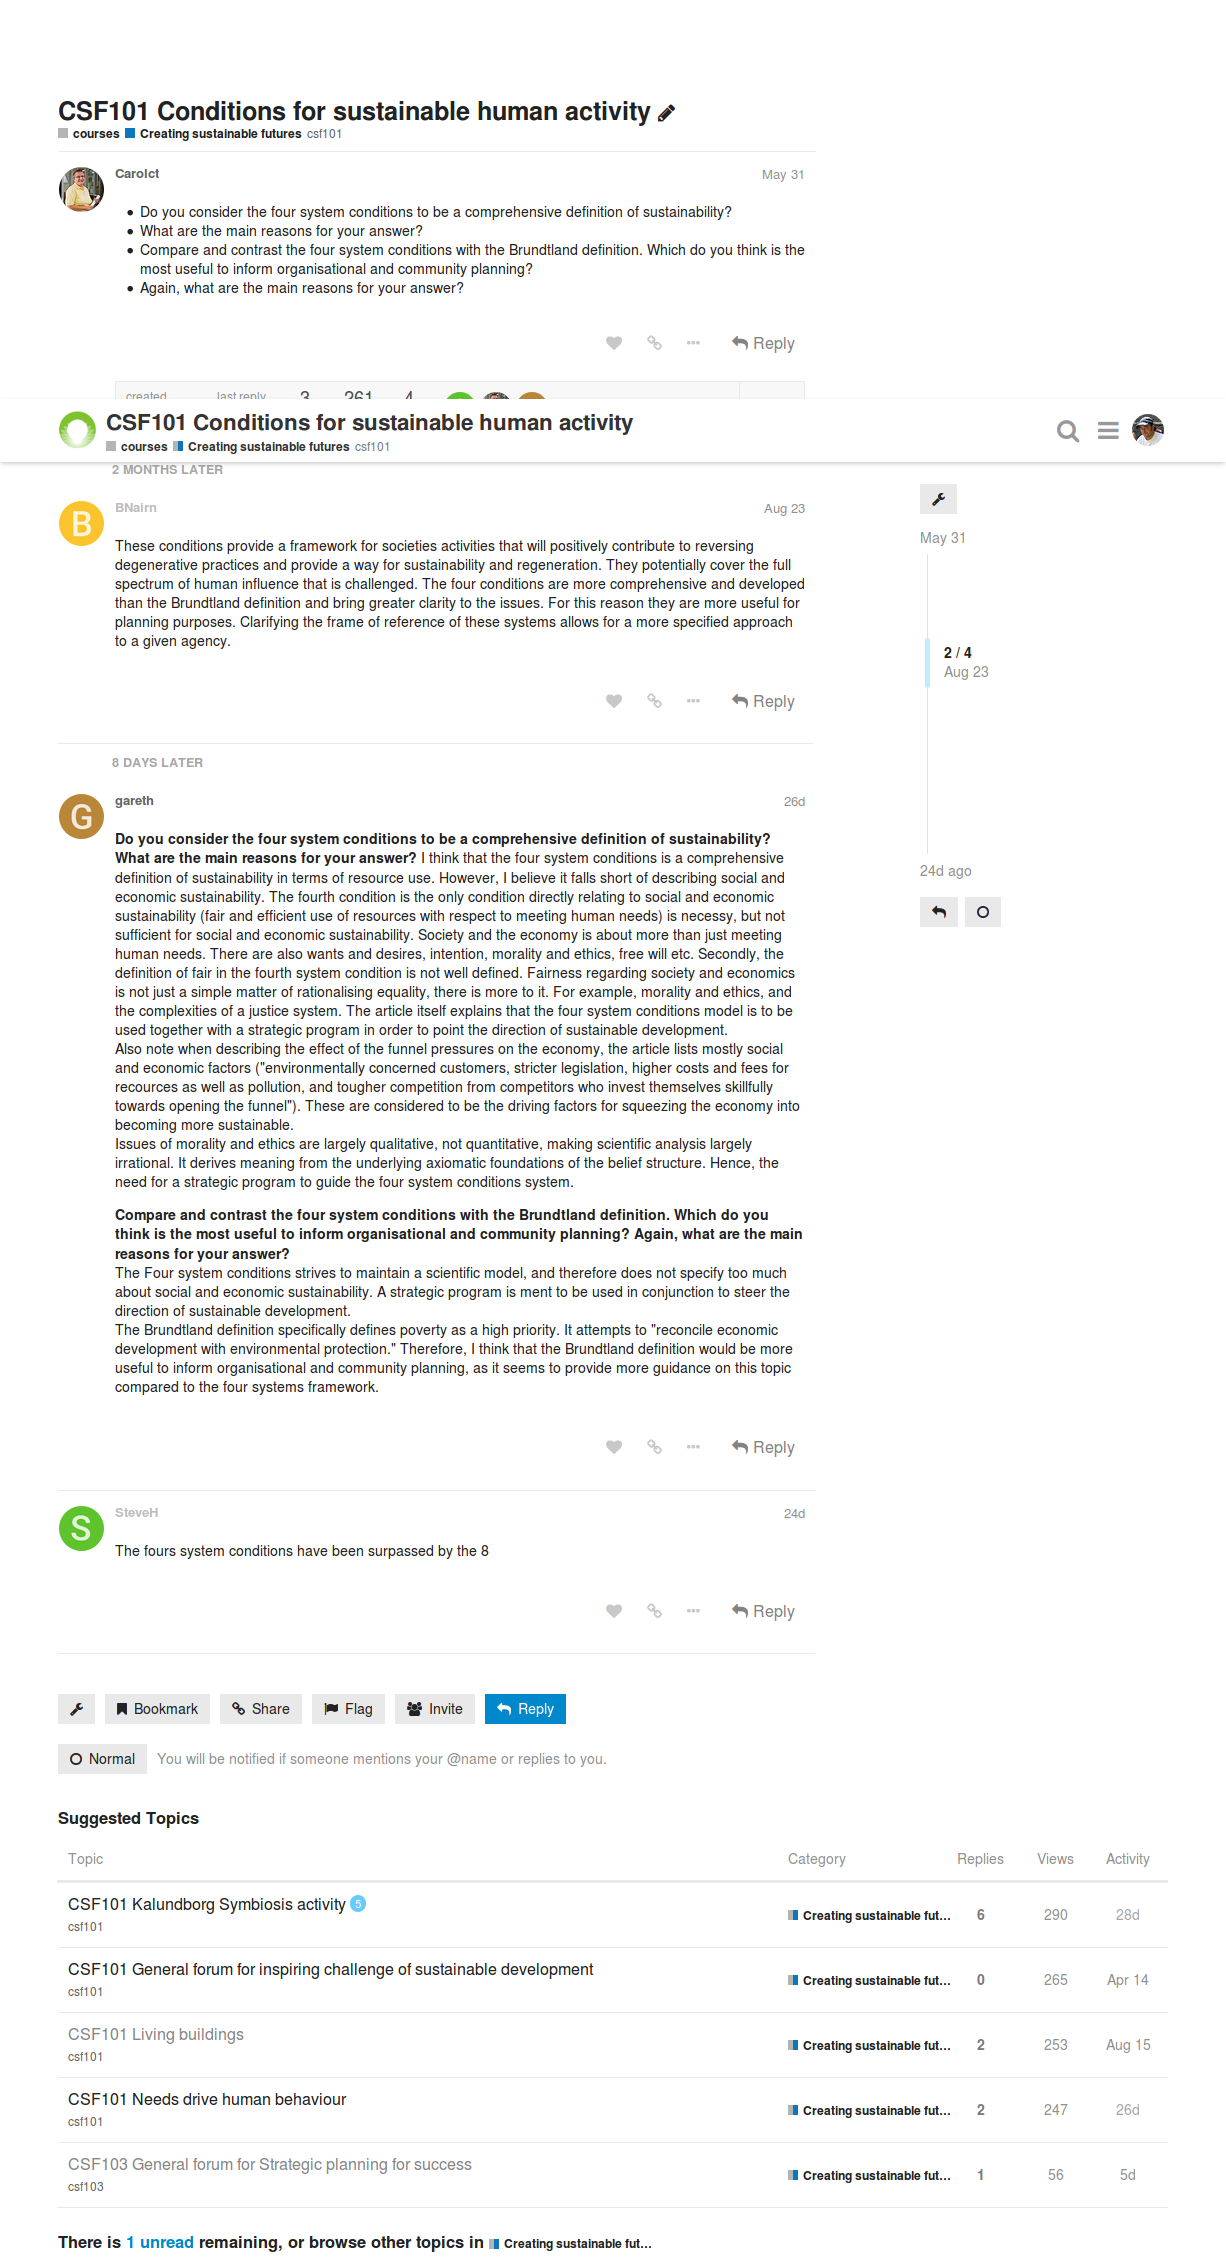 CSF101 Conditions for sustainable human activity
courses Creating sustainable futures csf101
Carolct
May 31
Do you consider the four system conditions to be a comprehensive definition of sustainability?
What are the main reasons for your answer?
Compare and contrast the four system conditions with the Brundtland definition. Which do you think is the
most useful to inform organisational and community planning?
Again, what are the main reasons for your answer?
Reply
created last reply 3 261 4
CSF101 Conditions for sustainable human activity
courses Creating sustainable futures csf101
2 MONTHS LATER
B
BNairn
Aug 23
These conditions provide a framework for societies activities that will positively contribute to reversing
degenerative practices and provide a way for sustainability and regeneration. They potentially cover the full
spectrum of human influence that is challenged. The four conditions are more comprehensive and developed
than the Brundtland definition and bring greater clarity to the issues. For this reason they are more useful for
planning purposes. Clarifying the frame of reference of these systems allows for a more specified approach
to a given agency.
Reply
May 31
2 / 4
Aug 23
24d ago
8 DAYS LATER
G
gareth
26d
Do you consider the four system conditions to be a comprehensive definition of sustainability?
What are the main reasons for your answer? I think that the four system conditions is a comprehensive
definition of sustainability in terms of resource use. However, I believe it falls short of describing social and
economic sustainability. The fourth condition is the only condition directly relating to social and economic
sustainability (fair and efficient use of resources with respect to meeting human needs) is necessy, but not
sufficient for social and economic sustainability. Society and the economy is about more than just meeting
human needs. There are also wants and desires, intention, morality and ethics, free will etc. Secondly, the
definition of fair in the fourth system condition is not well defined. Fairness regarding society and economics
is not just a simple matter of rationalising equality, there is more to it. For example, morality and ethics, and
the complexities of a justice system. The article itself explains that the four system conditions model is to be
used together with a strategic program in order to point the direction of sustainable development.
Also note when describing the effect of the funnel pressures on the economy, the article lists mostly social
and economic factors ("environmentally concerned customers, stricter legislation, higher costs and fees for
recources as well as pollution, and tougher competition from competitors who invest themselves skillfully
towards opening the funnel"). These are considered to be the driving factors for squeezing the economy into
becoming more sustainable.
Issues of morality and ethics are largely qualitative, not quantitative, making scientific analysis largely
irrational. It derives meaning from the underlying axiomatic foundations of the belief structure. Hence, the
need for a strategic program to guide the four system conditions system.
Compare and contrast the four system conditions with the Brundtland definition. Which do you
think is the most useful to inform organisational and community planning? Again, what are the main
reasons for your answer?
The Four system conditions strives to maintain a scientific model, and therefore does not specify too much
about social and economic sustainability. A strategic program is ment to be used in conjunction to steer the
direction of sustainable development.
The Brundtland definition specifically defines poverty as a high priority. It attempts to "reconcile economic
development with environmental protection." Therefore, I think that the Brundtland definition would be more
useful to inform organisational and community planning, as it seems to provide more guidance on this topic
compared to the four systems framework.
Reply
S
SteveH
24d
The fours system conditions have been surpassed by the 8
Reply
Bookmark Share Flag Invite Reply
Normal You will be notified if someone mentions your @name or replies to you.
Suggested Topics
Topic Category Replies Views Activity
CSF101 Kalundborg Symbiosis activity 5
csf101
Creating sustainable fut... 6 290 28d
CSF101 General forum for inspiring challenge of sustainable development
csf101
Creating sustainable fut... 0 265 Apr 14
CSF101 Living buildings
csf101
Creating sustainable fut... 2 253 Aug 15
CSF101 Needs drive human behaviour
csf101
Creating sustainable fut... 2 247 26d
CSF103 General forum for Strategic planning for success
csf103
Creating sustainable fut... 1 56 5d
There is 1 unread remaining, or browse other topics in Creating sustainable fut...